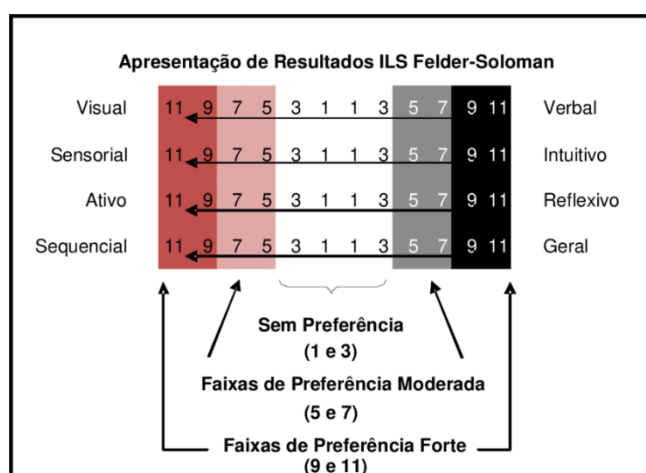 Apresentação de Resultados ILS Felder-Soloman
Visual 11 9 7 5 3 1 1 3 5 7 9 11 Verbal
Sensorial 11 9 7 5 3 1 1 3 5 7 9 11 Intuitivo
Ativo 11 9 7 5 3 1 1 3 5 7 9 11 Reflexivo
Sequencial 11 9 7 5 3 1 1 3 5 7 9 11 Geral
Sem Preferência
(1 e 3)
Faixas de Preferência Moderada
(5 e 7)
Faixas de Preferência Forte
(9 e 11)